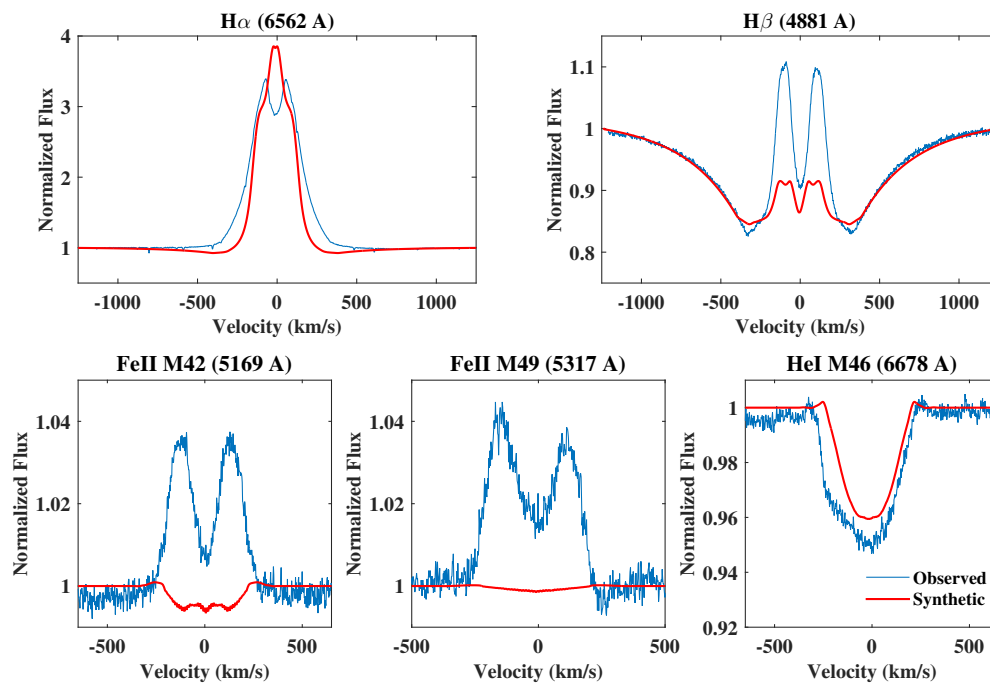 Hα (6562 A)
4
3
2
1
Normalized Flux
-1000 -500 0 500 1000
Velocity (km/s)
Hβ (4881 A)
1.1
1
0.9
0.8
Normalized Flux
-1000 -500 0 500 1000
Velocity (km/s)
FeII M42 (5169 A)
1.04
1.02
1
Normalized Flux
-500 0 500
Velocity (km/s)
FeII M49 (5317 A)
1.04
1.02
1
Normalized Flux
-500 0 500
Velocity (km/s)
HeI M46 (6678 A)
1
0.98
0.96
0.94
0.92
Normalized Flux
Observed
Synthetic
-500 0 500
Velocity (km/s)